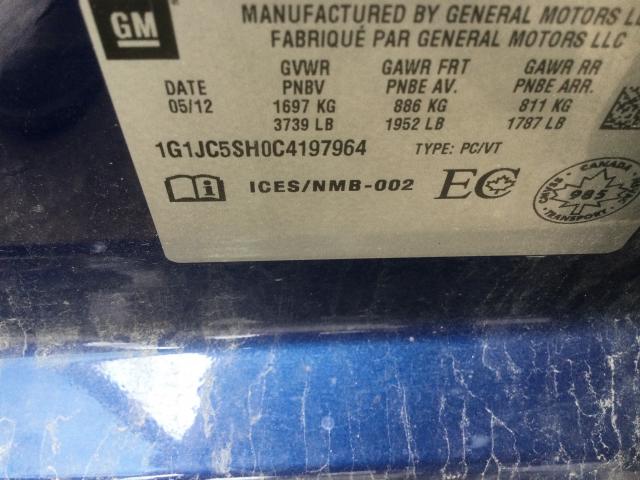 GM
MANUFACTURED BY GENERAL MOTORS
FABRIQUÉ PAR GENERAL MOTORS LLC
DATE
05/12
GVWR
PNBV
1697 KG
3739 LB
GAWR FRT
PNBE AV.
886 KG
1952 LB
GAWR RR
PNBE ARR.
811 KG
1787 LB
1G1JC5SH0C4197964
TYPE: PC/VT
ICES/NMB-002
EC
CANADA
985
TRANSPORT